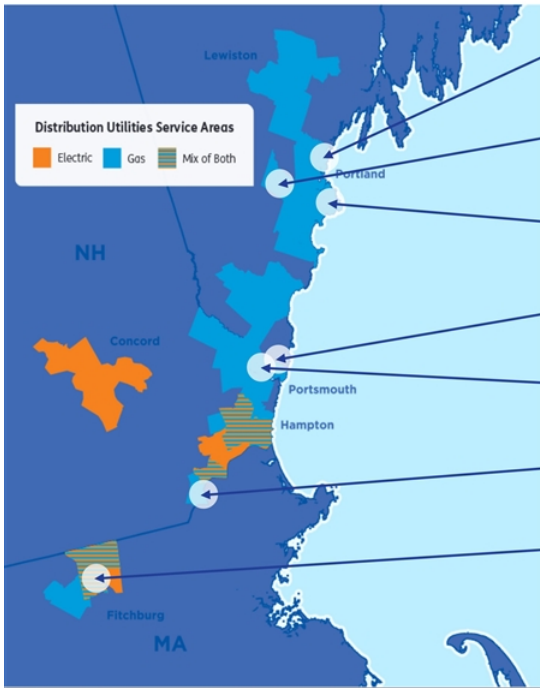 Lewiston
Distribution Utilities Service Areas
Electric Gas Mix of Both
Portland
NH
Concord
Portsmouth
Hampton
Fitchburg
MA